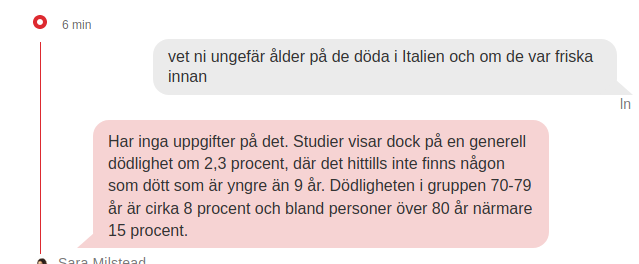 6 min
vet ni ungefär ålder på de döda i Italien och om de var friska
innan
In
Har inga uppgifter på det. Studier visar dock på en generell
dödlighet om 2,3 procent, där det hittills inte finns någon
som dött som är yngre än 9 år. Dödligheten i gruppen 70-79
år är cirka 8 procent och bland personer över 80 år närmare
15 procent.
Sara Milstead